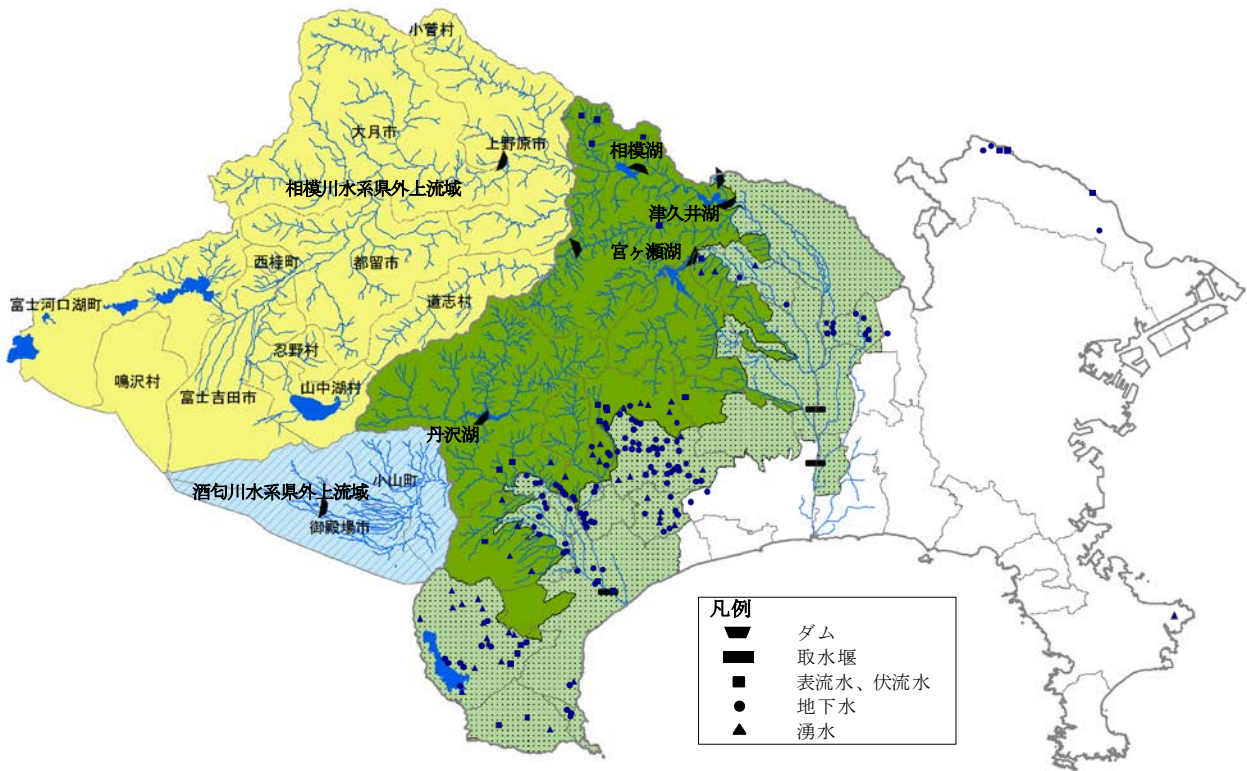 小菅村
大月市
上野原市
相模湖
相模川水系県外上流域
津久井湖
宮ヶ瀬湖
西桂町
都留市
道志村
富士河口湖町
忍野村
鳴沢村
富士吉田市
山中湖村
丹沢湖
酒匂川水系県外上流域
小山町
御殿場市
凡例
ダム
取水堰
表流水、伏流水
地下水
湧水